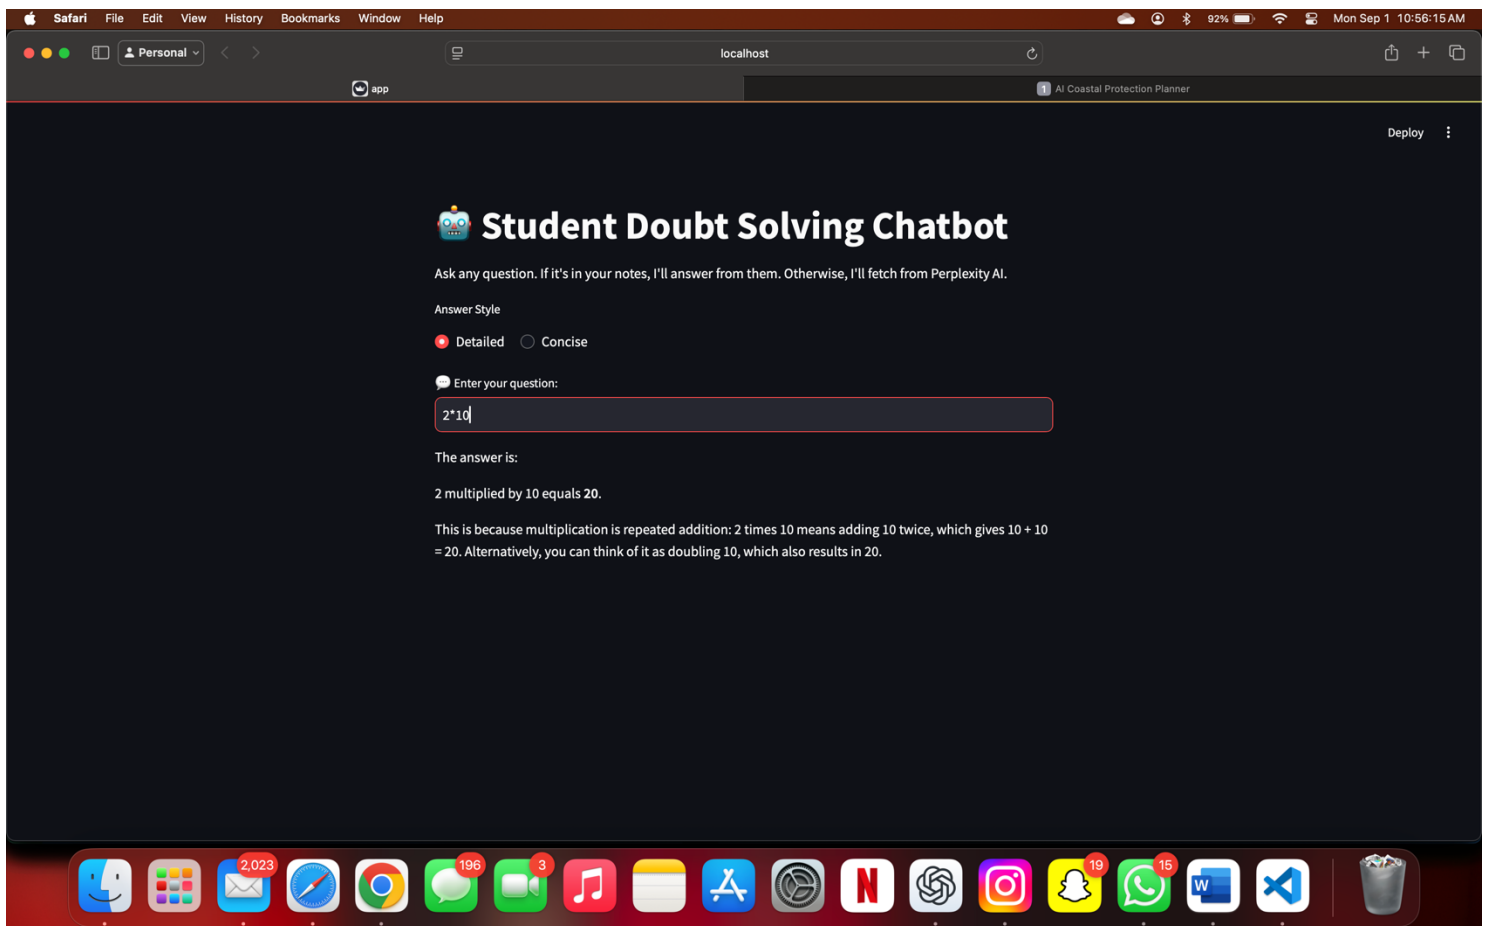 Safari File Edit View History Bookmarks Window Help 92% Mon Sep 1 10:56:15 AM
Personal localhost
app 1 AI Coastal Protection Planner
Deploy
Student Doubt Solving Chatbot
Ask any question. If it's in your notes, I'll answer from them. Otherwise, I'll fetch from Perplexity AI.
Answer Style
Detailed Concise
Enter your question:
2*10
The answer is:
2 multiplied by 10 equals 20.
This is because multiplication is repeated addition: 2 times 10 means adding 10 twice, which gives 10 + 10
= 20. Alternatively, you can think of it as doubling 10, which also results in 20.
2,023 196 3 19 15
N W